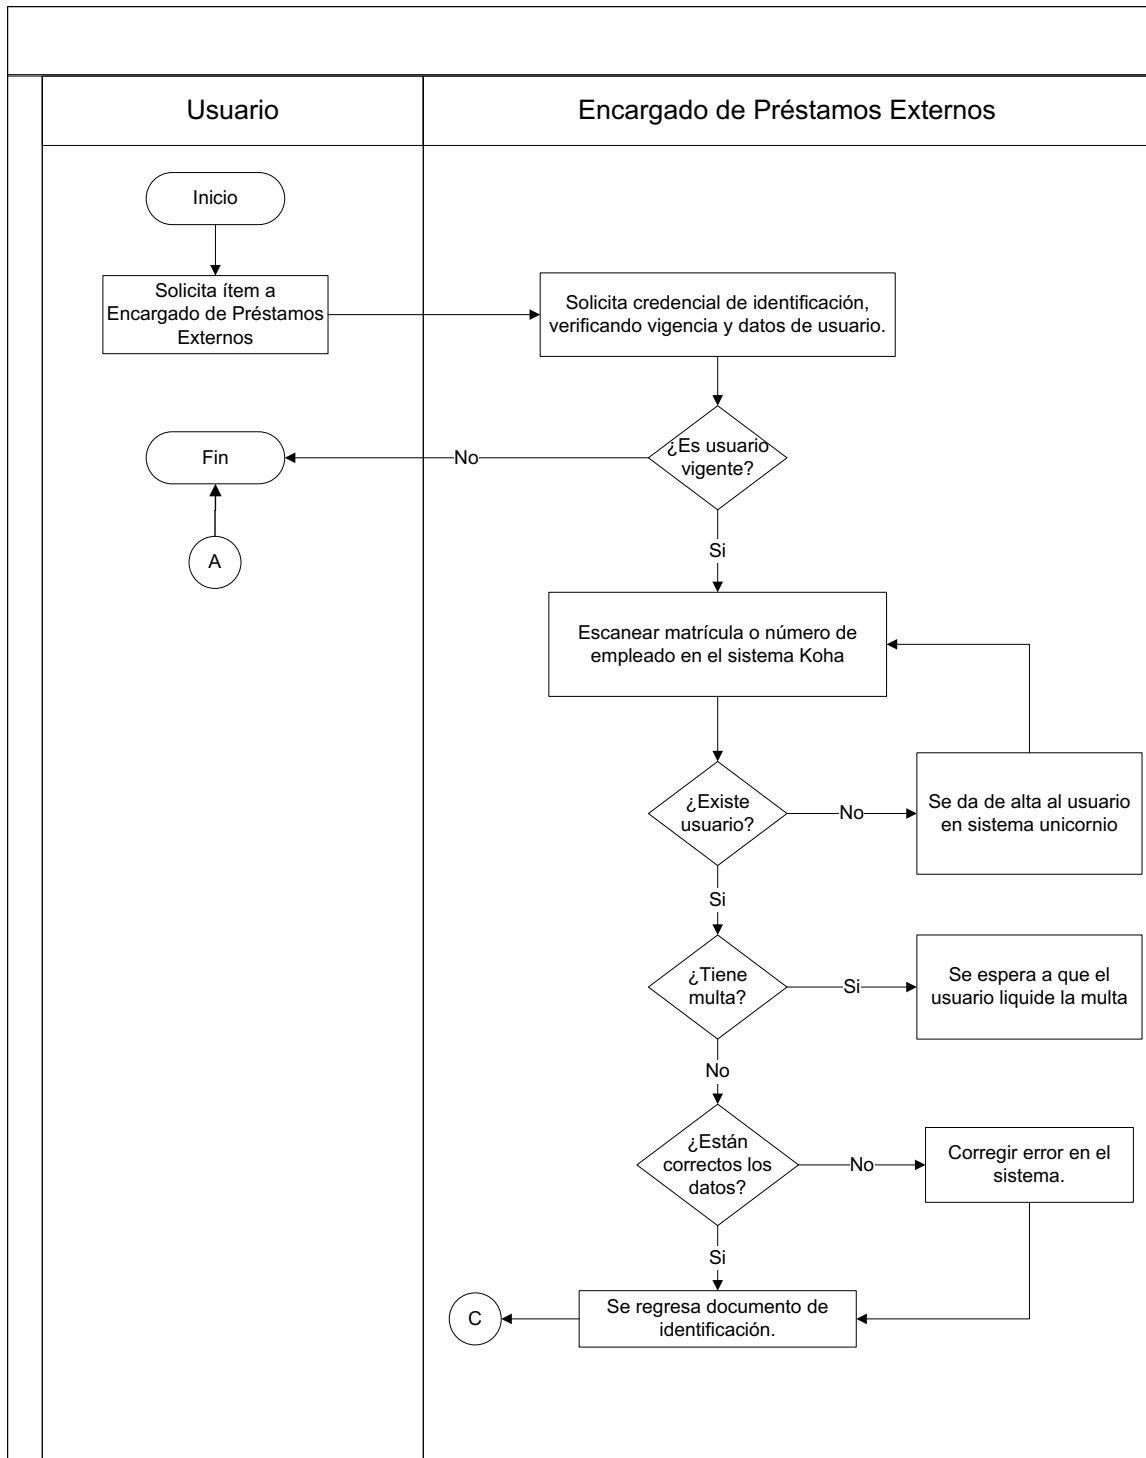 Usuario
Encargado de Préstamos Externos
Inicio
Solicita ítem a
Encargado de Préstamos
Externos
Solicita credencial de identificación,
verificando vigencia y datos de usuario.
¿Es usuario
vigente?
No
Fin
A
Si
Escanear matrícula o número de
empleado en el sistema Koha
¿Existe
usuario?
No
Se da de alta al usuario
en sistema unicornio
Si
¿Tiene
multa?
Si
Se espera a que el
usuario liquide la multa
No
¿Están
correctos los
datos?
No
Corregir error en el
sistema.
Si
Se regresa documento de
identificación.
C